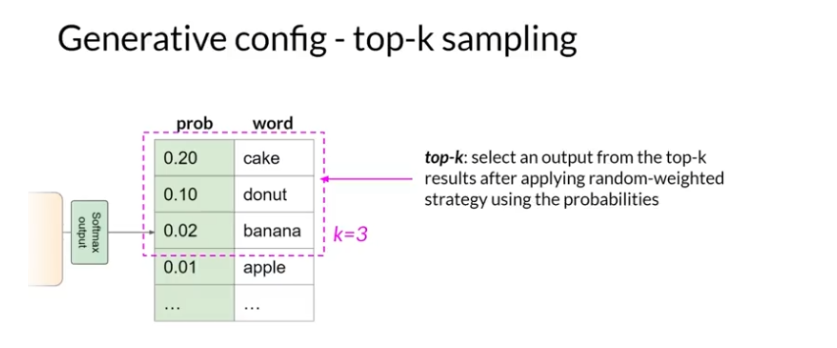 Generative config - top-k sampling
prob word
0.20 cake
0.10 donut
0.02 banana
0.01 apple
... ...
Softmax
output
k=3
top-k: select an output from the top-k
results after applying random-weighted
strategy using the probabilities